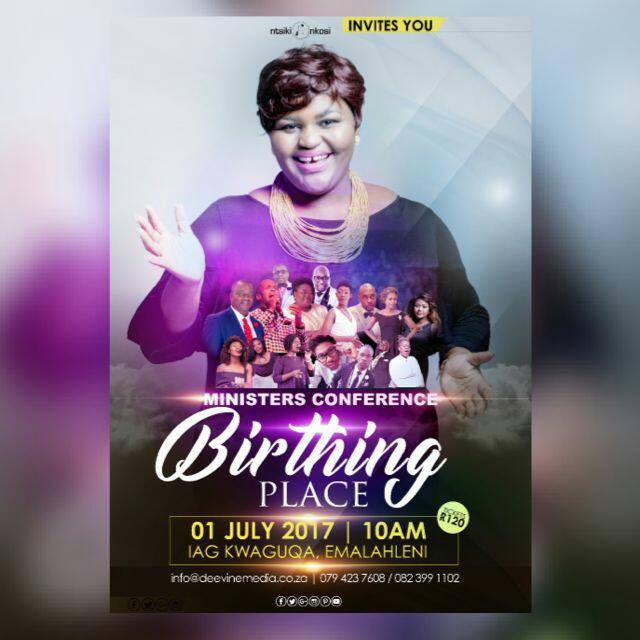 ntsiki nkosi INVITES YOU
MINISTERS CONFERENCE
Birthing
PLACE
TICKETS
R120
01 JULY 2017 | 10AM
IAG KWAGUQA, EMALAHLENI
info@deevinemedia.co.za | 079 423 7608 / 082 399 1102